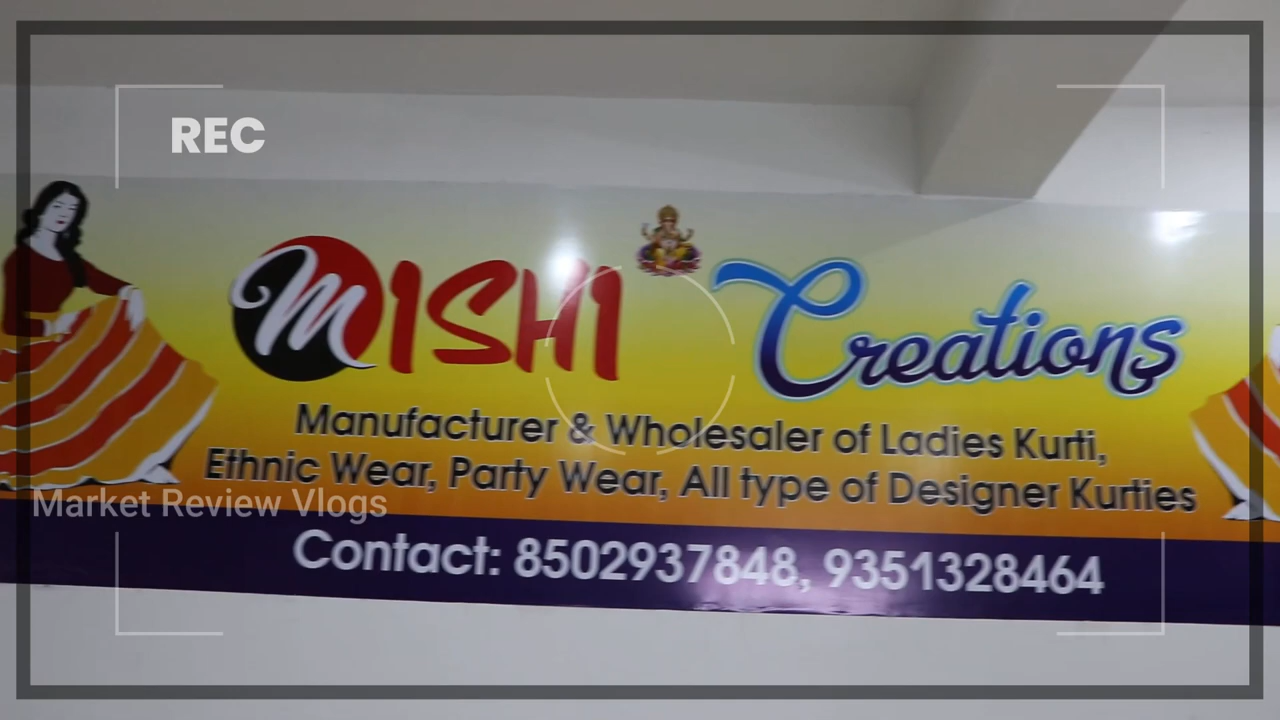 REC
MISHI Creations
Manufacturer & Wholesaler of Ladies Kurti,
Ethnic Wear, Party Wear, All type of Designer Kurties
Market Review Vlogs
Contact: 8502937848, 9351328464